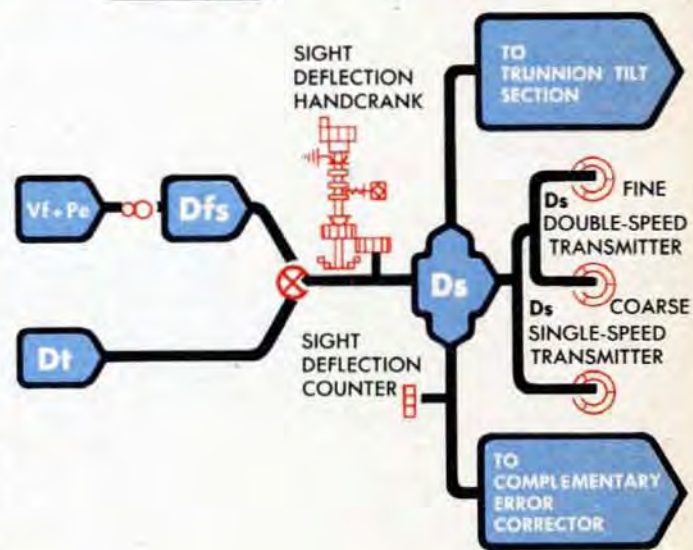 SIGHT
DEFLECTION
HANDCRANK
TO
TRUNNION TILT
SECTION
Vf + Pe
Dfs
Ds
FINE
DOUBLE-SPEED
TRANSMITTER
Ds
COARSE
Ds
SINGLE-SPEED
TRANSMITTER
Dt
SIGHT
DEFLECTION
COUNTER
TO
COMPLEMENTARY
ERROR
CORRECTOR